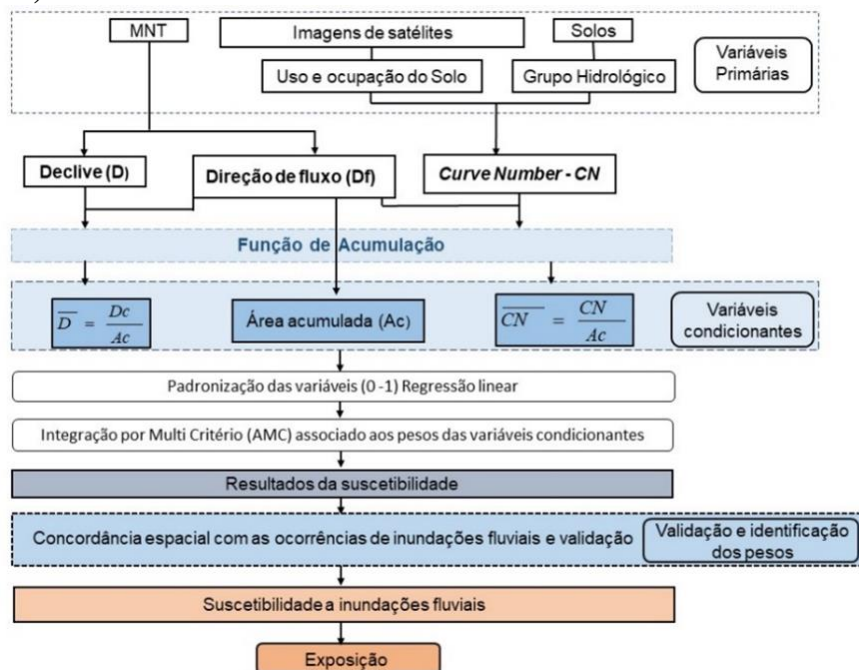 )
MNT
Imagens de satélites
Solos
Variáveis
Primárias
Uso e ocupação do Solo
Grupo Hidrológico
Declive (D)
Direção de fluxo (Df)
Curve Number - CN
Função de Acumulação
D = Dc
Ac
Área acumulada (Ac)
CN = CN
Ac
Variáveis
condicionantes
Padronização das variáveis (0 -1) Regressão linear
Integração por Multi Critério (AMC) associado aos pesos das variáveis condicionantes
Resultados da suscetibilidade
Concordância espacial com as ocorrências de inundações fluviais e validação
Validação e identificação
dos pesos
Suscetibilidade a inundações fluviais
Exposição